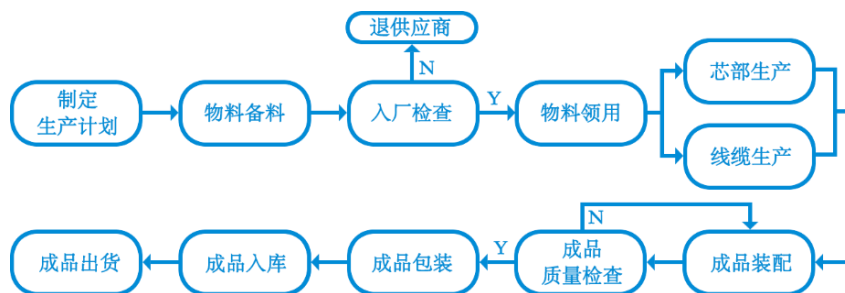 退供应商
N
制定
生产计划
物料备料
入厂检查
Y
物料领用
芯部生产
线缆生产
N
成品出货
成品入库
成品包装
Y
成品
质量检查
成品装配